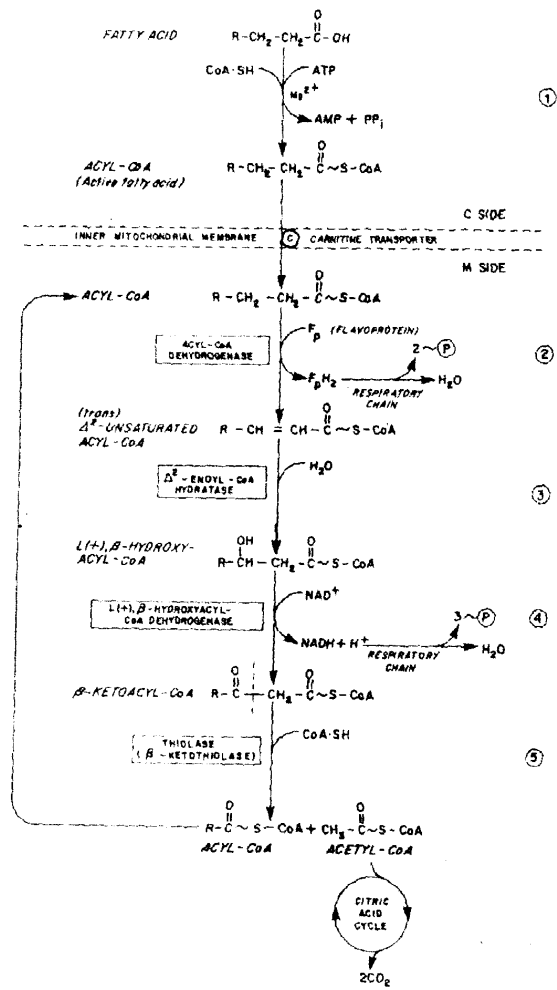 FATTY ACID
R-CH₂-CH₂-C-OH
O
CoA·SH
ATP
Mg²⁺
AMP + PPᵢ
①
ACYL-CoA
(Active fatty acid)
O
R-CH₂-CH₂-C~S-CoA
C SIDE
INNER MITOCHONDRIAL MEMBRANE Ⓒ CARNITINE TRANSPORTER
M SIDE
ACYL-CoA
O
R-CH₂-CH₂-C~S-CoA
ACYL-CoA
DEHYDROGENASE
Fp (FLAVOPROTEIN)
FpH₂
2~Ⓟ
RESPIRATORY
CHAIN
H₂O
②
(trans)
Δ²-UNSATURATED
ACYL-CoA
O
R-CH=CH-C~S-CoA
Δ²-ENOYL-CoA
HYDRATASE
H₂O
③
L(+),β-HYDROXY-
ACYL-CoA
OH O
R-CH-CH₂-C~S-CoA
L(+),β-HYDROXYACYL-
CoA DEHYDROGENASE
NAD⁺
NADH+H⁺
3~Ⓟ
RESPIRATORY
CHAIN
H₂O
④
β-KETOACYL-CoA
O O
R-C-CH₂-C~S-CoA
THIOLASE
(β-KETOTHIOLASE)
CoA·SH
⑤
O O
R-C~S-CoA+CH₃-C~S-CoA
ACYL-CoA ACETYL-CoA
CITRIC
ACID
CYCLE
2CO₂